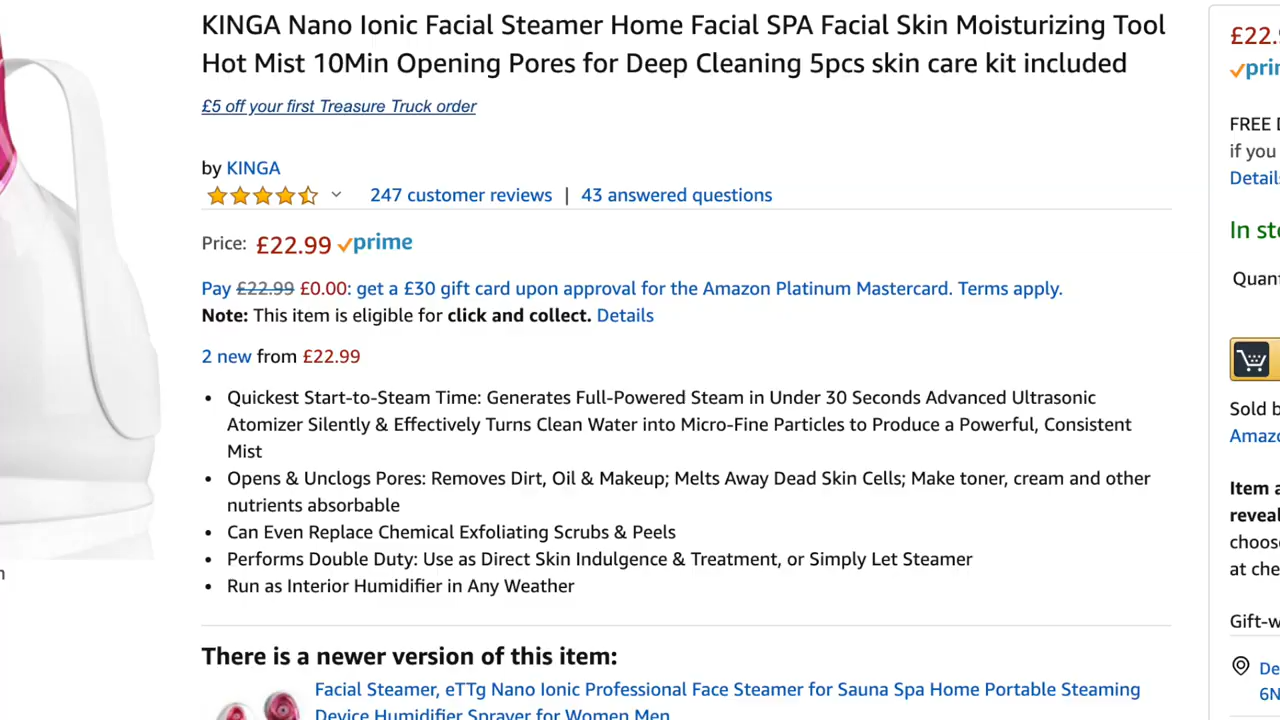 KINGA Nano Ionic Facial Steamer Home Facial SPA Facial Skin Moisturizing Tool
Hot Mist 10Min Opening Pores for Deep Cleaning 5pcs skin care kit included
£5 off your first Treasure Truck order
by KINGA
247 customer reviews | 43 answered questions
Price: £22.99 prime
Pay £22.99 £0.00: get a £30 gift card upon approval for the Amazon Platinum Mastercard. Terms apply.
Note: This item is eligible for click and collect. Details
2 new from £22.99
• Quickest Start-to-Steam Time: Generates Full-Powered Steam in Under 30 Seconds Advanced Ultrasonic
Atomizer Silently & Effectively Turns Clean Water into Micro-Fine Particles to Produce a Powerful, Consistent
Mist
• Opens & Unclogs Pores: Removes Dirt, Oil & Makeup; Melts Away Dead Skin Cells; Make toner, cream and other
nutrients absorbable
• Can Even Replace Chemical Exfoliating Scrubs & Peels
• Performs Double Duty: Use as Direct Skin Indulgence & Treatment, or Simply Let Steamer
• Run as Interior Humidifier in Any Weather
There is a newer version of this item:
Facial Steamer, eTTg Nano Ionic Professional Face Steamer for Sauna Spa Home Portable Steaming
Device Humidifier Sprayer for Women Men
£22.
FREE
if you
Details
In
Sold
Item
at
6N